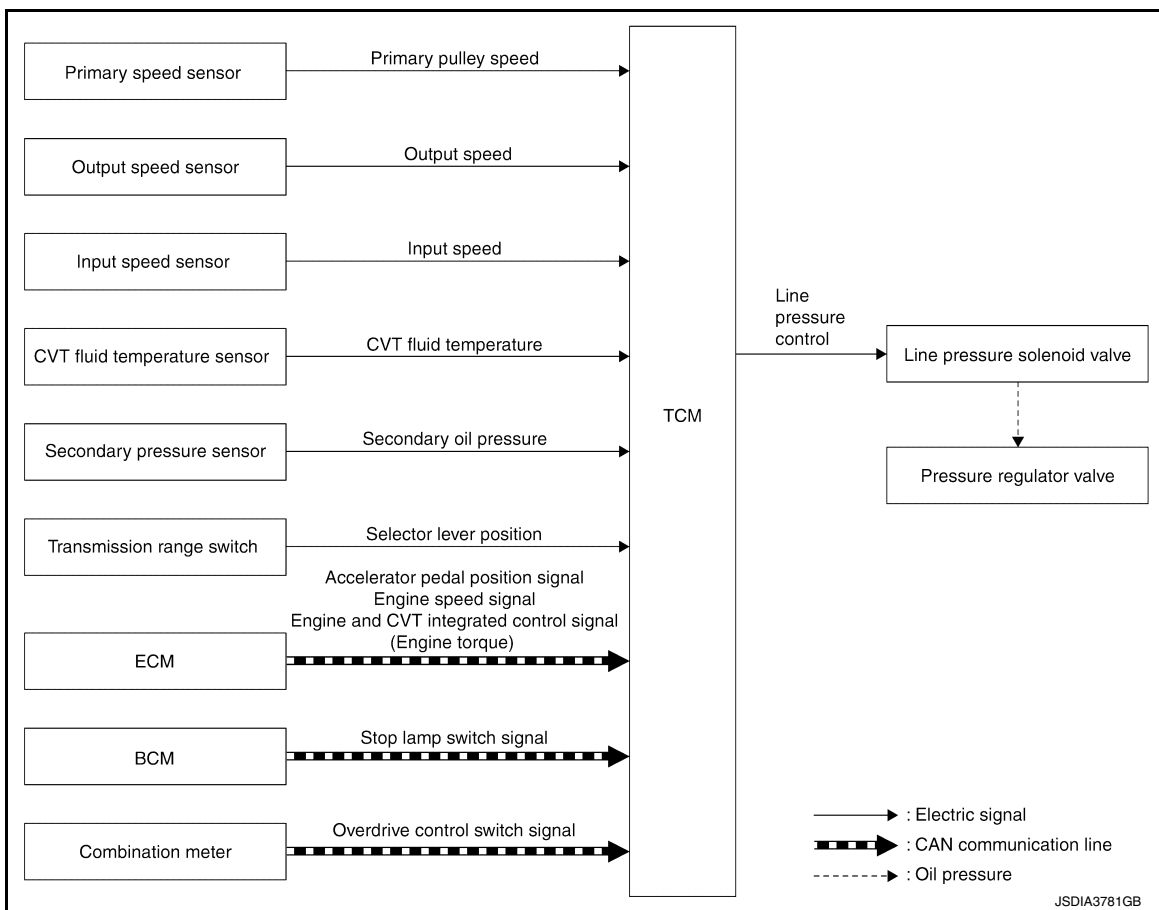 Primary speed sensor
Primary pulley speed
Output speed sensor
Output speed
Input speed sensor
Input speed
CVT fluid temperature sensor
CVT fluid temperature
Secondary pressure sensor
Secondary oil pressure
Transmission range switch
Selector lever position
Accelerator pedal position signal
Engine speed signal
Engine and CVT integrated control signal
(Engine torque)
ECM
BCM
Stop lamp switch signal
Combination meter
Overdrive control switch signal
TCM
Line
pressure
control
Line pressure solenoid valve
Pressure regulator valve
: Electric signal
: CAN communication line
: Oil pressure
JSDIA3781GB